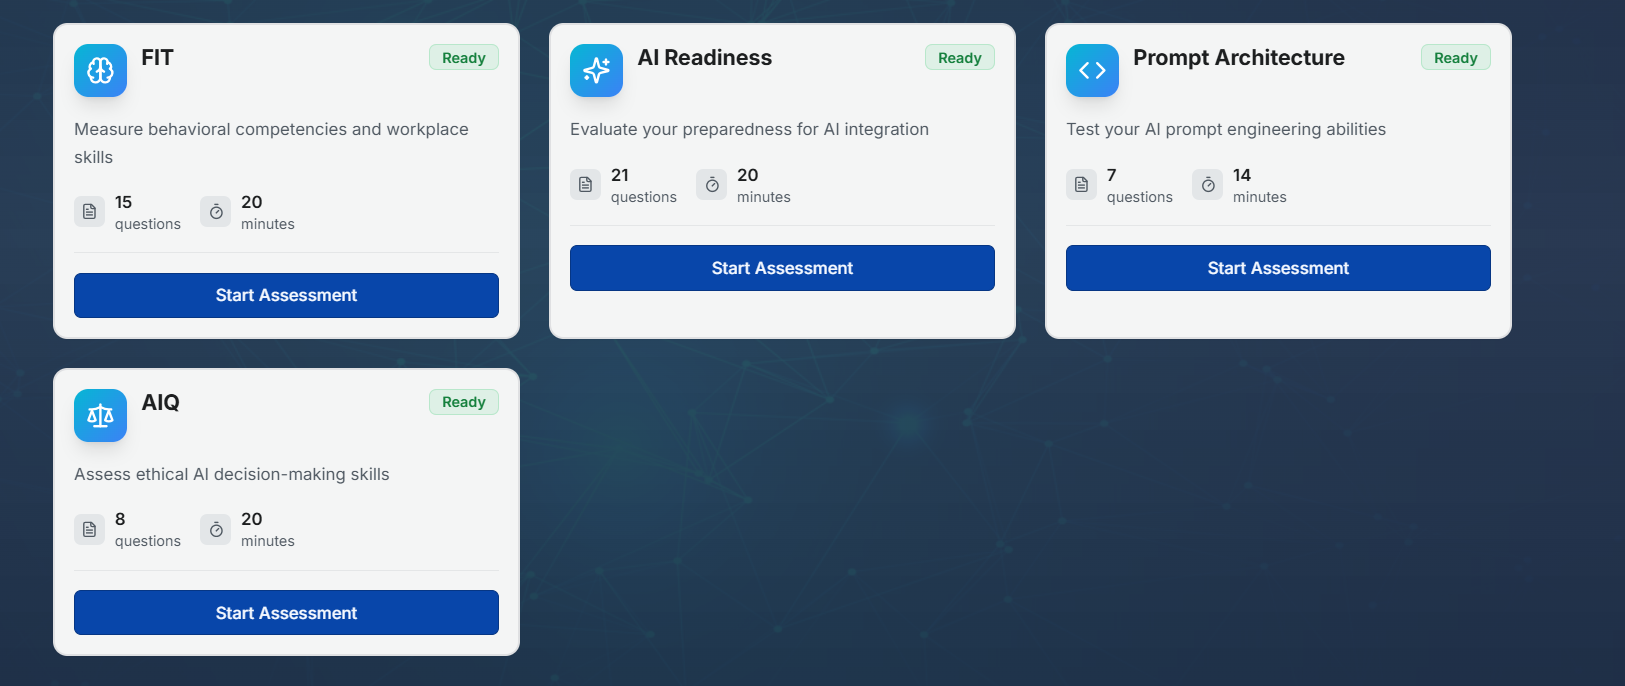 FIT
Ready
Measure behavioral competencies and workplace
skills
15
questions
20
minutes
Start Assessment
AI Readiness
Ready
Evaluate your preparedness for AI integration
21
questions
20
minutes
Start Assessment
Prompt Architecture
Ready
Test your AI prompt engineering abilities
7
questions
14
minutes
Start Assessment
AIQ
Ready
Assess ethical AI decision-making skills
8
questions
20
minutes
Start Assessment